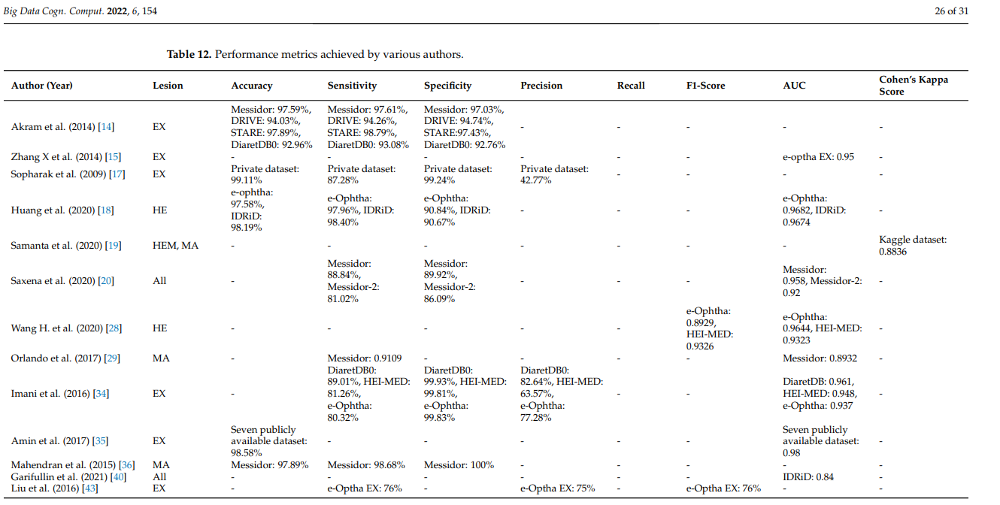 Big Data Cogn. Comput. 2022, 6, 154 26 of 31
Table 12. Performance metrics achieved by various authors.
Author (Year) Lesion Accuracy Sensitivity Specificity Precision Recall F1-Score AUC Cohen's Kappa Score
Akram et al. (2014) [14] EX Messidor: 97.59%, DRIVE: 94.03%, STARE: 97.89%, DiaretDB0: 92.96% Messidor: 97.61%, DRIVE: 94.26%, STARE: 98.79%, DiaretDB0: 93.08% Messidor: 97.03%, DRIVE: 94.74%, STARE:97.43%, DiaretDB0: 92.76% - - - - -
Zhang X et al. (2014) [15] EX - - - - - - e-optha EX: 0.95 -
Sopharak et al. (2009) [17] EX Private dataset: 99.11% Private dataset: 87.28% Private dataset: 99.24% Private dataset: 42.77% - - - -
Huang et al. (2020) [18] HE e-ophtha: 97.58%, IDRiD: 98.19% e-Ophtha: 97.96%, IDRiD: 98.40% e-Ophtha: 90.84%, IDRiD: 90.67% - - - e-Ophtha: 0.9682, IDRiD: 0.9674 -
Samanta et al. (2020) [19] HEM, MA - - - - - - - Kaggle dataset: 0.8836
Saxena et al. (2020) [20] All - Messidor: 88.84%, Messidor-2: 81.02% Messidor: 89.92%, Messidor-2: 86.09% - - - Messidor: 0.958, Messidor-2: 0.92 -
Wang H. et al. (2020) [28] HE - - - - - e-Ophtha: 0.8929, HEI-MED: 0.9326 e-Ophtha: 0.9644, HEI-MED: 0.9323 -
Orlando et al. (2017) [29] MA - Messidor: 0.9109 - - - - Messidor: 0.8932 -
Imani et al. (2016) [34] EX - DiaretDB0: 89.01%, HEI-MED: 81.26%, e-Ophtha: 80.32% DiaretDB0: 99.93%, HEI-MED: 99.81%, e-Ophtha: 99.83% DiaretDB0: 82.64%, HEI-MED: 63.57%, e-Ophtha: 77.28% - - DiaretDB: 0.961, HEI-MED: 0.948, e-Ophtha: 0.937 -
Amin et al. (2017) [35] EX Seven publicly available dataset: 98.58% - - - - - Seven publicly available dataset: 0.98 -
Mahendran et al. (2015) [36] MA Messidor: 97.89% Messidor: 98.68% Messidor: 100% - - - - -
Garifullin et al. (2021) [40] All - - - - - - IDRiD: 0.84 -
Liu et al. (2016) [43] EX - e-Optha EX: 76% - e-Optha EX: 75% - e-Optha EX: 76% - -